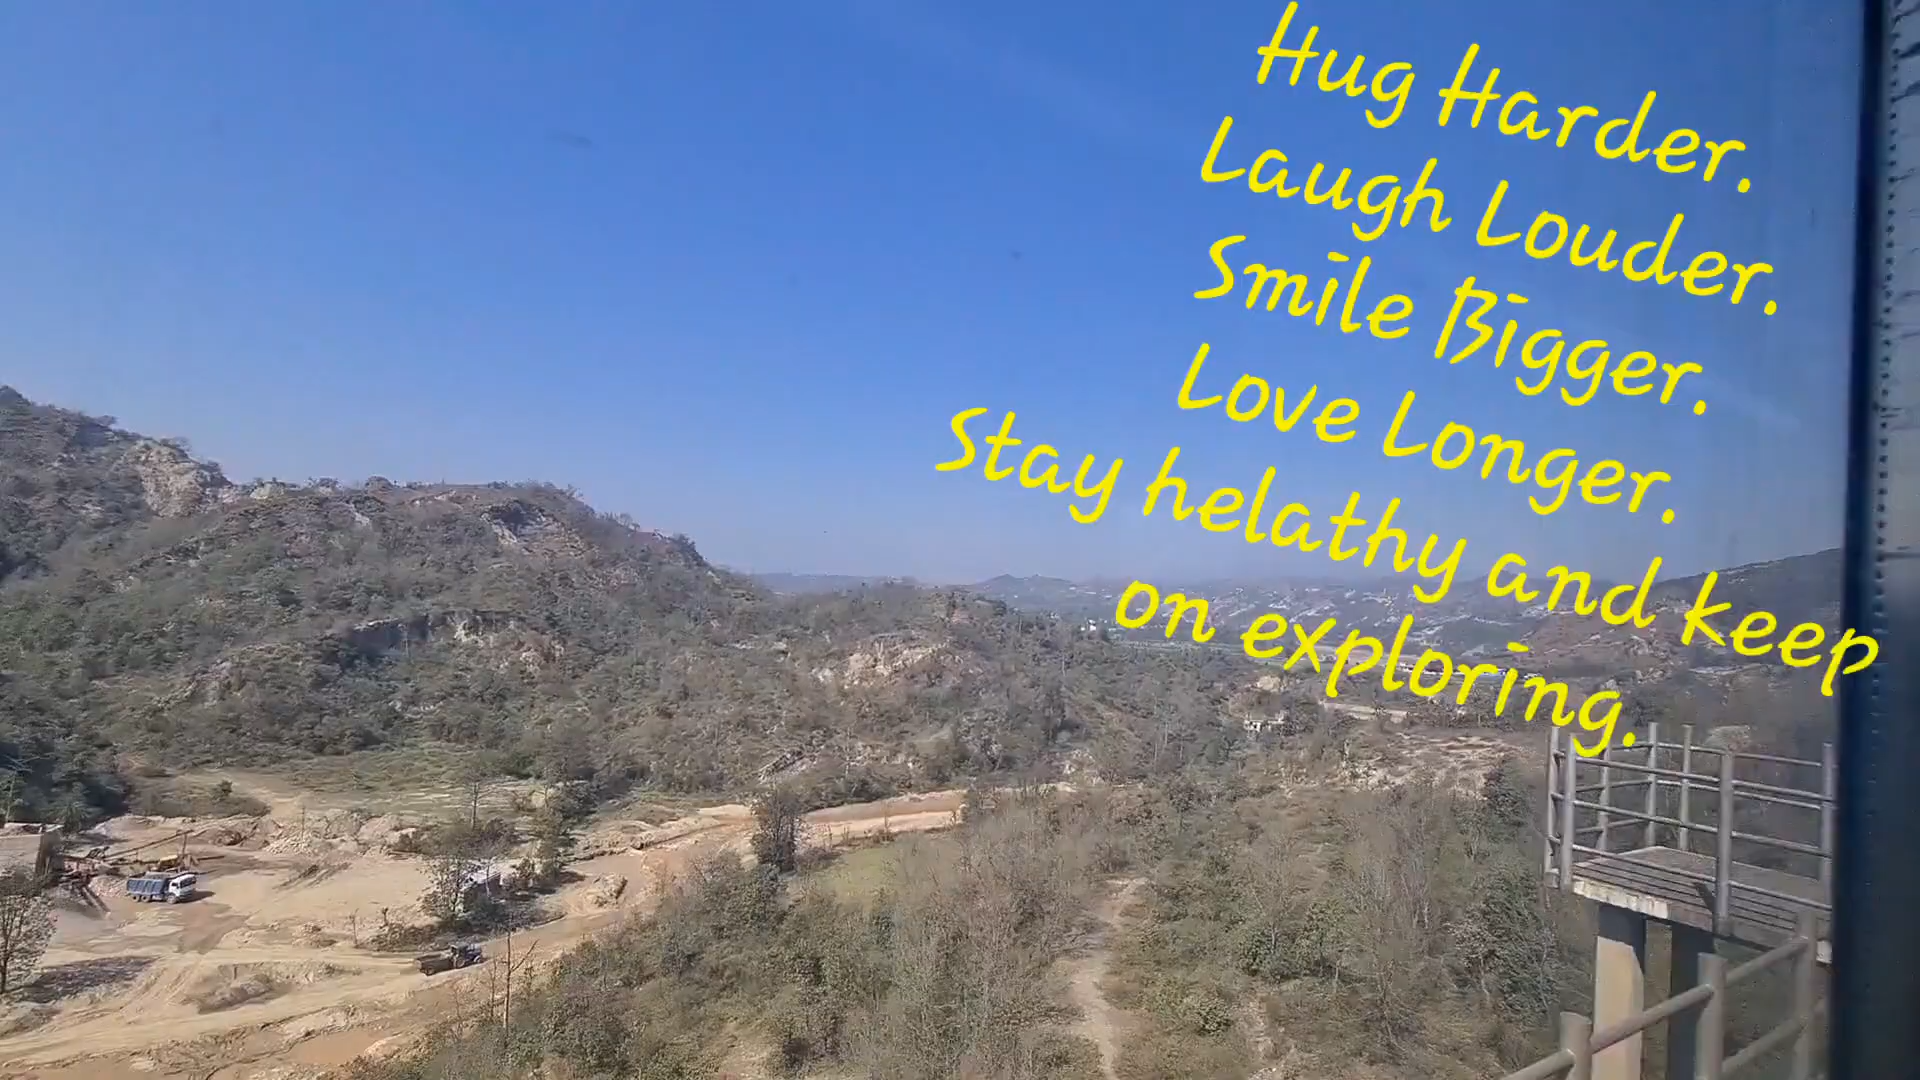 Hug Harder.
Laugh Louder.
Smile Bigger.
Love Longer.
Stay helathy and keep
on exploring.